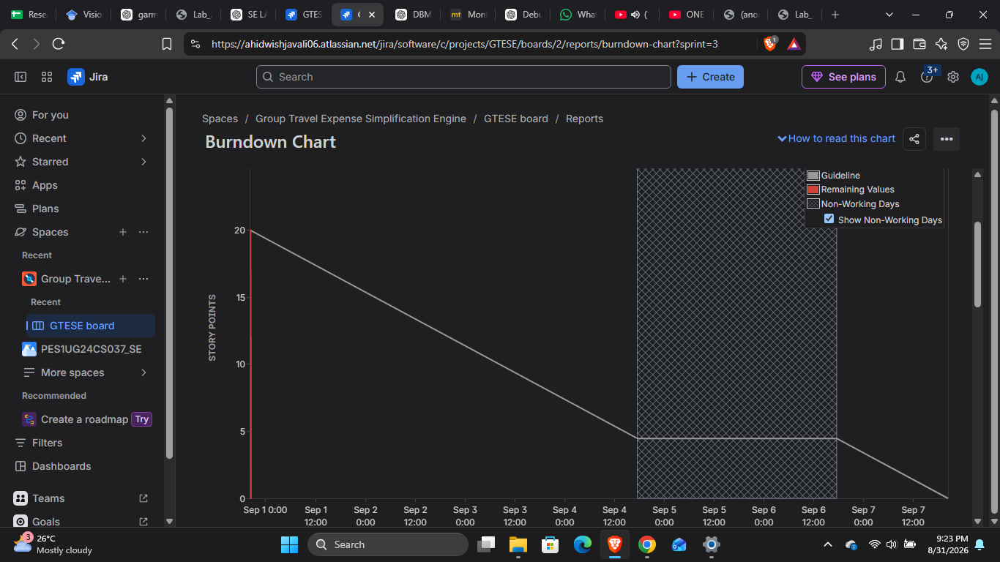 Rese
Visio
garm
Lab_
SE LA
GTES
(
DBM
Monl
Debu
What
(
ONE
(ano
Lab_
https://ahidwishjavali06.atlassian.net/jira/software/c/projects/GTESE/boards/2/reports/burndown-chart?sprint=3
1
Jira
Search
Create
See plans
3+
AJ
For you
Recent
Starred
Apps
Plans
Spaces
Recent
Group Trave...
Recent
GTESE board
PES1UG24CS037_SE
More spaces
Recommended
Create a roadmap Try
Filters
Dashboards
Teams
Goals
Spaces / Group Travel Expense Simplification Engine / GTESE board / Reports
Burndown Chart
How to read this chart
Guideline
Remaining Values
Non-Working Days
Show Non-Working Days
STORY POINTS
20
15
10
5
0
Sep 1 0:00
Sep 1 12:00
Sep 2 0:00
Sep 2 12:00
Sep 3 0:00
Sep 3 12:00
Sep 4 0:00
Sep 4 12:00
Sep 5 0:00
Sep 5 12:00
Sep 6 0:00
Sep 6 12:00
Sep 7 0:00
Sep 7 12:00
3
26°C
Mostly cloudy
Search
9:23 PM
8/31/2026